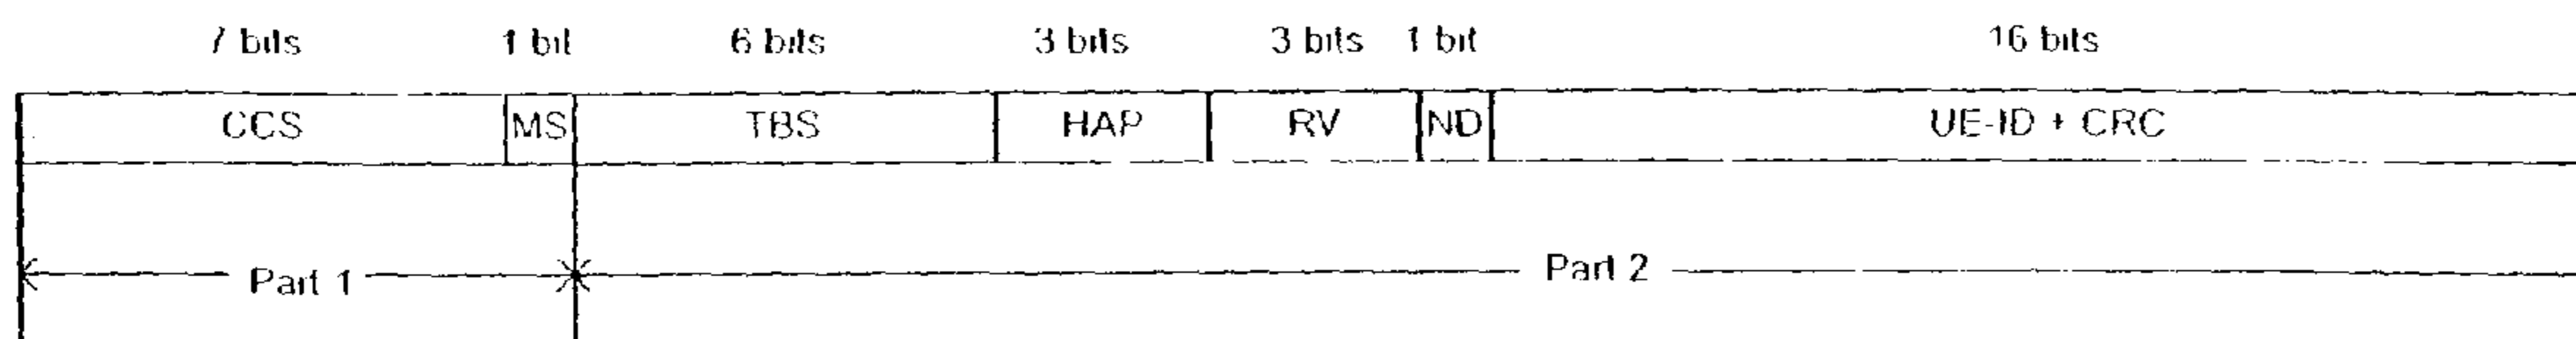 7 bits 1 bit 6 bits 3 bits 3 bits 1 bit 16 bits
CCS MS TBS HAP RV ND UE-ID + CRC
Part 1 Part 2